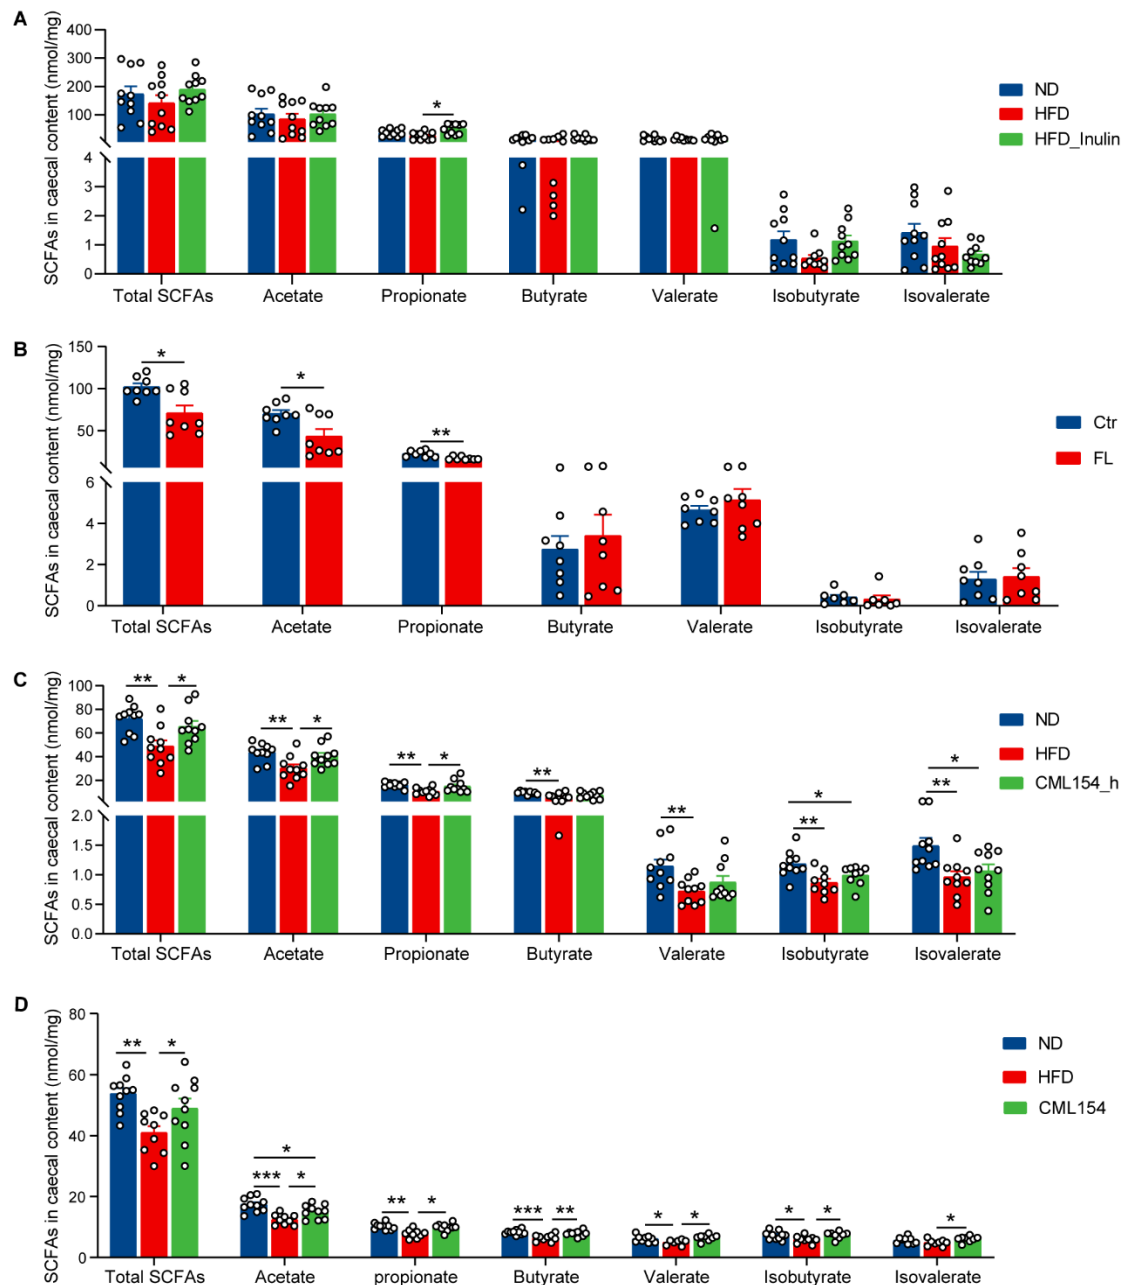 A
SCFAs in caecal content (nmol/mg)
400
300
200
100
4
3
2
1
0
* 
Total SCFAs Acetate Propionate Butyrate Valerate Isobutyrate Isovalerate
ND
HFD
HFD_Inulin
B
SCFAs in caecal content (nmol/mg)
150
100
50
6
4
2
0
* * **
Total SCFAs Acetate Propionate Butyrate Valerate Isobutyrate Isovalerate
Ctr
FL
C
SCFAs in caecal content (nmol/mg)
100
80
60
40
20
2.0
1.5
1.0
0.5
0.0
** * ** * ** * ** ** * ** * **
Total SCFAs Acetate Propionate Butyrate Valerate Isobutyrate Isovalerate
ND
HFD
CML154_h
D
SCFAs in caecal content (nmol/mg)
80
60
40
20
0
** * * *** * ** * *** ** * * * * *
Total SCFAs Acetate propionate Butyrate Valerate Isobutyrate Isovalerate
ND
HFD
CML154